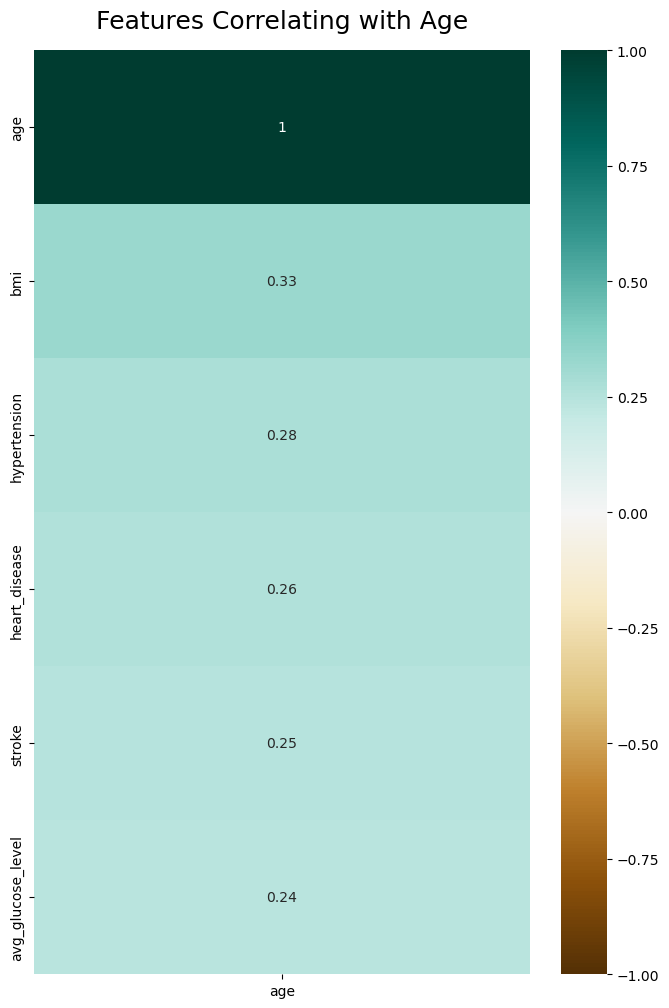 Features Correlating with Age
age
1
bmi
0.33
hypertension
0.28
heart_disease
0.26
stroke
0.25
avg_glucose_level
0.24
age
1.00
0.75
0.50
0.25
0.00
−0.25
−0.50
−0.75
−1.00